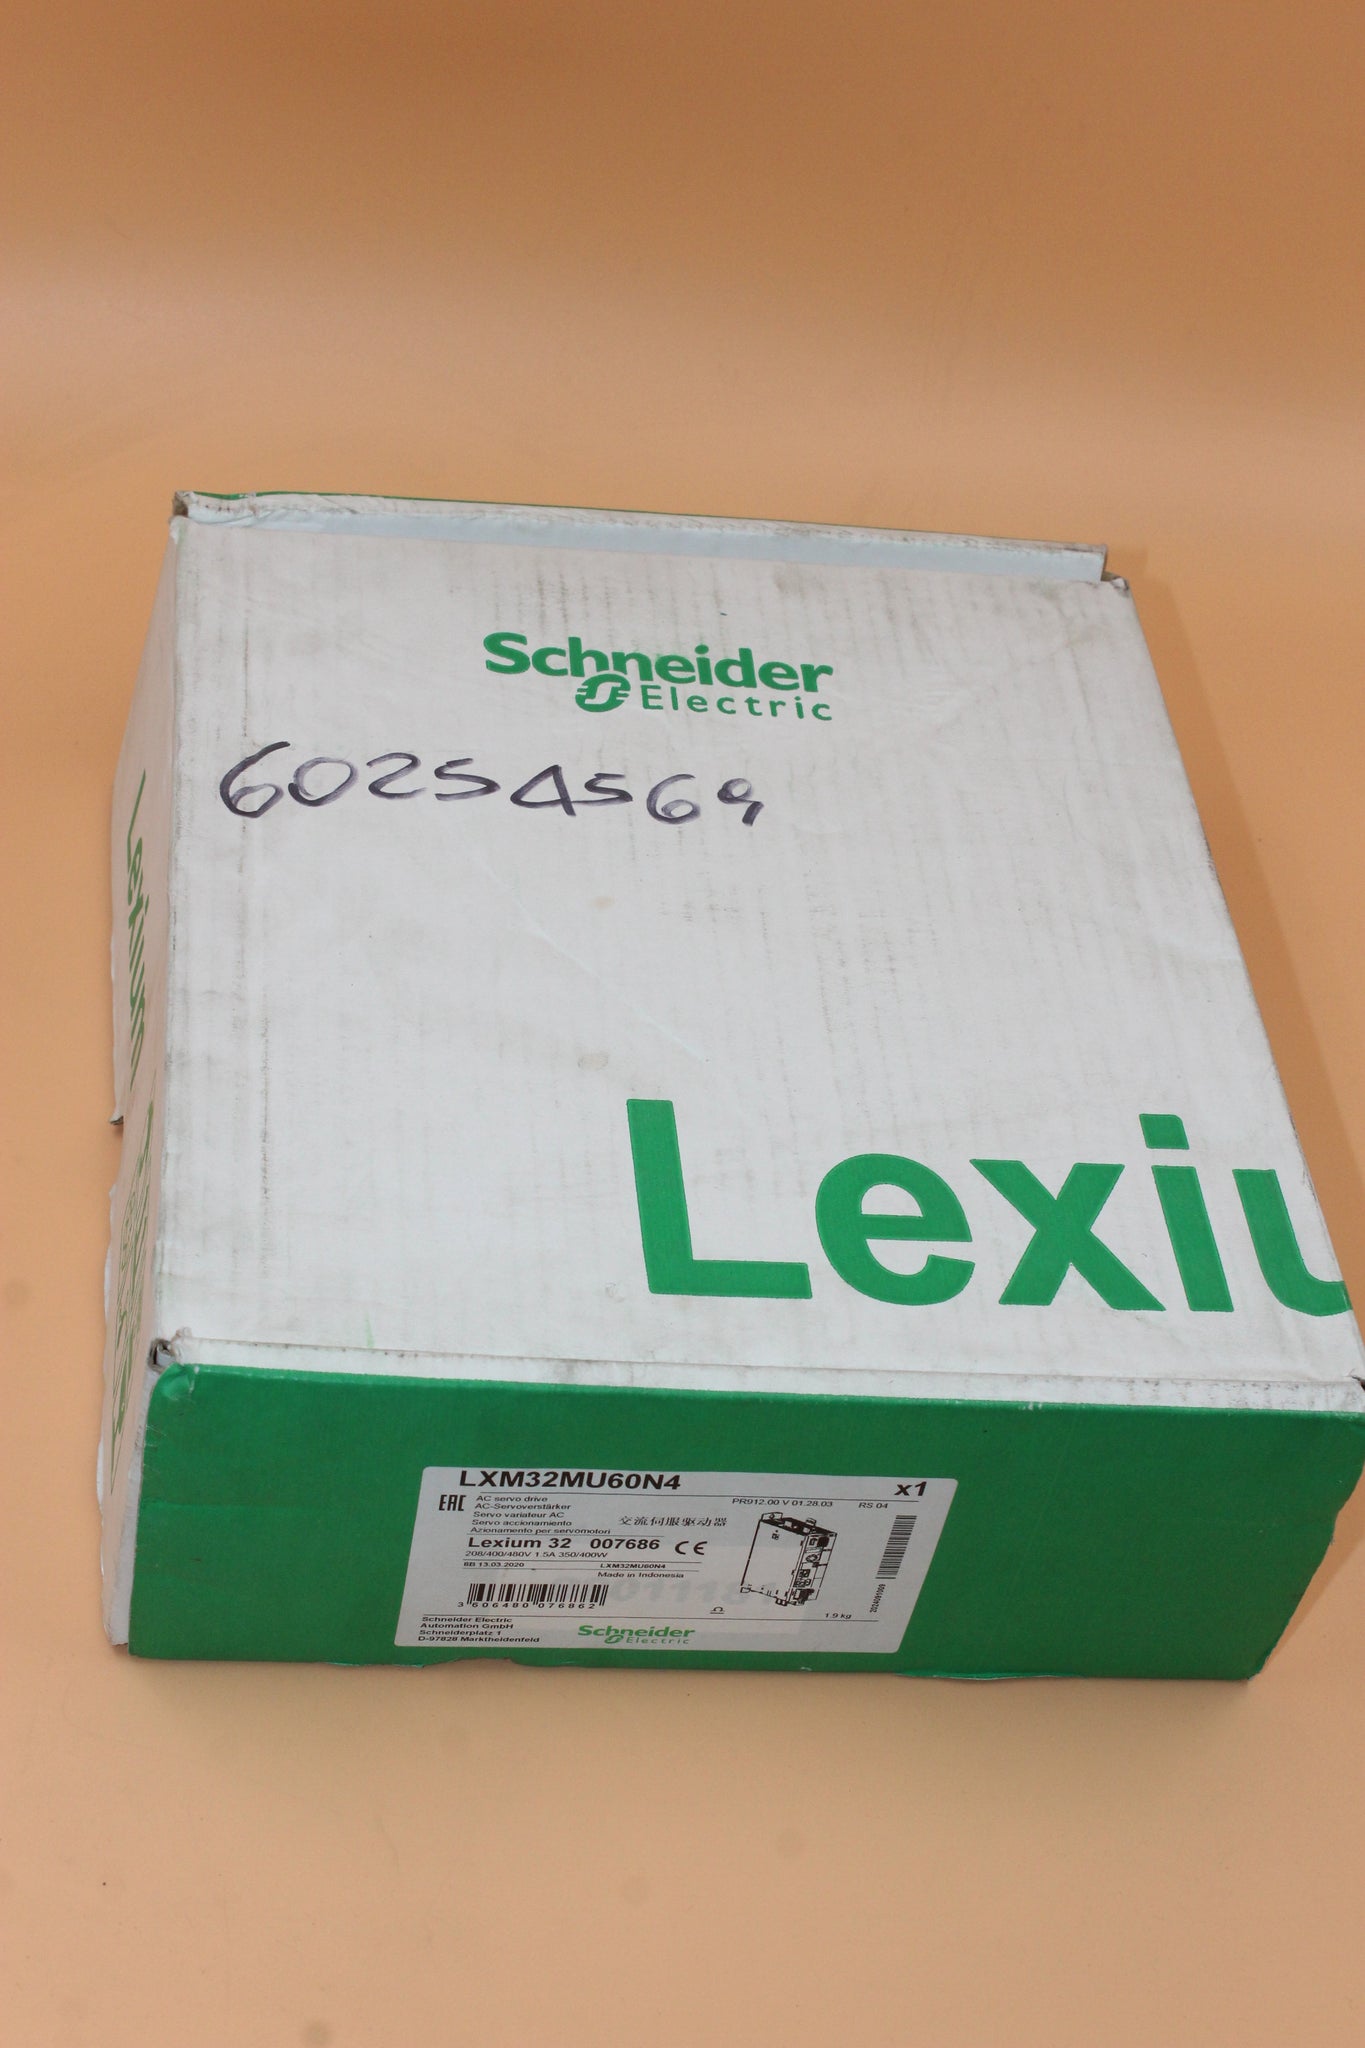 Schneider
Electric
60254569
Lexiu
Lexium
LXM32MU60N4
x1
EAC
AC servo drive
AC-Servoverstärker
Servo variateur AC
Servo accionamiento
Azionamento per servomotori
交流伺服驱动器
PR912.00 V 01.28.03 RS 04
Lexium 32 007686 CE
208/400/480V 1.5A 350/400W
6B 13.03.2020 LXM32MU60N4
Made in Indonesia
3 606480 076862
1.9 kg
2024091009
Schneider Electric
Automation GmbH
Schneiderplatz 1
D-97828 Marktheidenfeld
Schneider
Electric